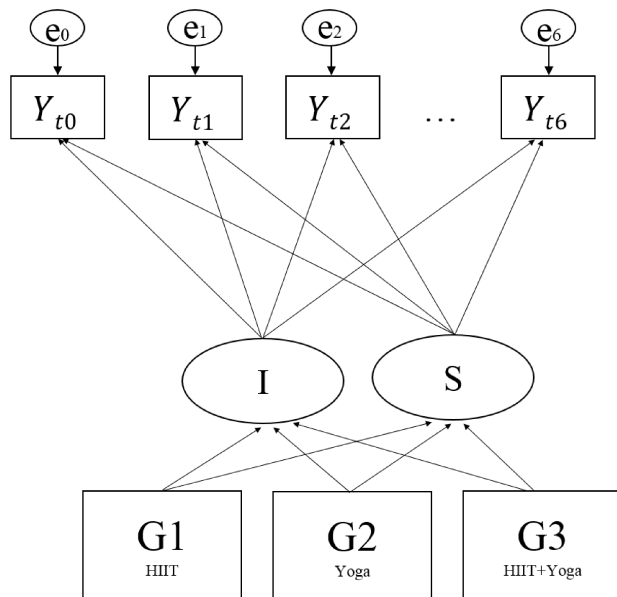 e₀ e₁ e₂ e₆
Yₜ₀ Yₜ₁ Yₜ₂ … Yₜ₆
I S
G1 G2 G3
HIIT Yoga HIIT+Yoga